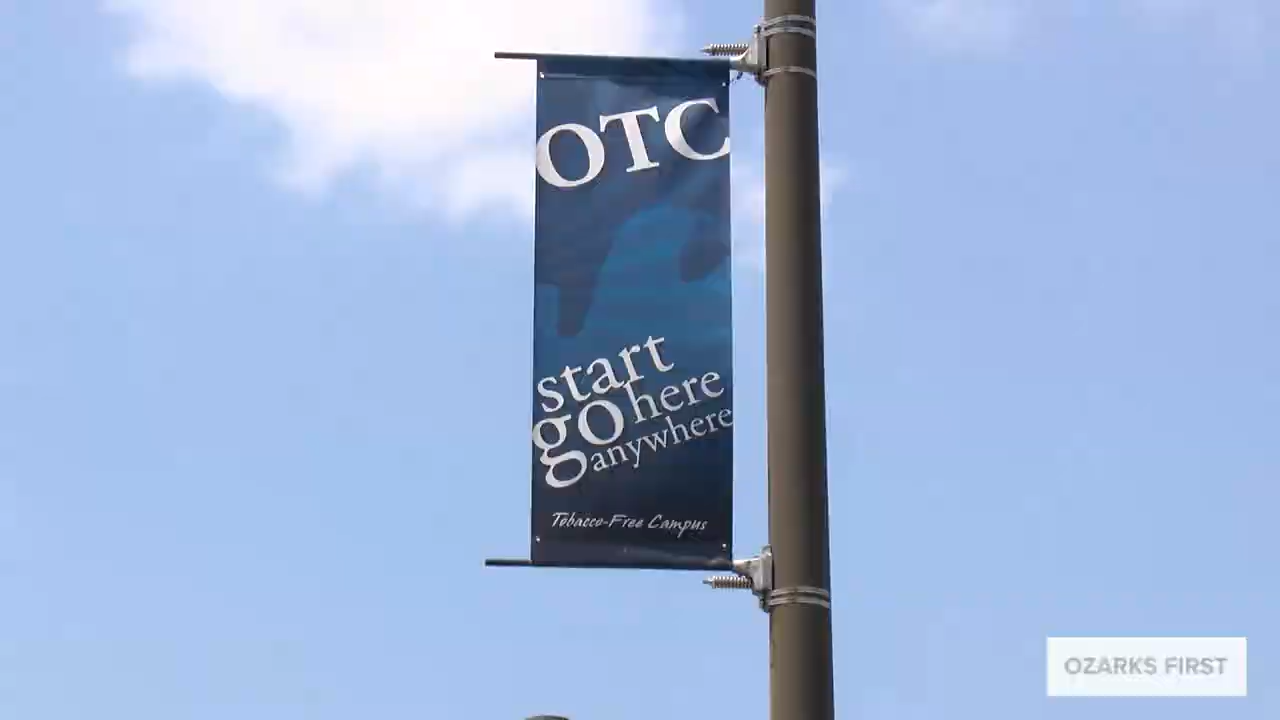 OTC
start
go here
anywhere
Tobacco-Free Campus
OZARKS FIRST